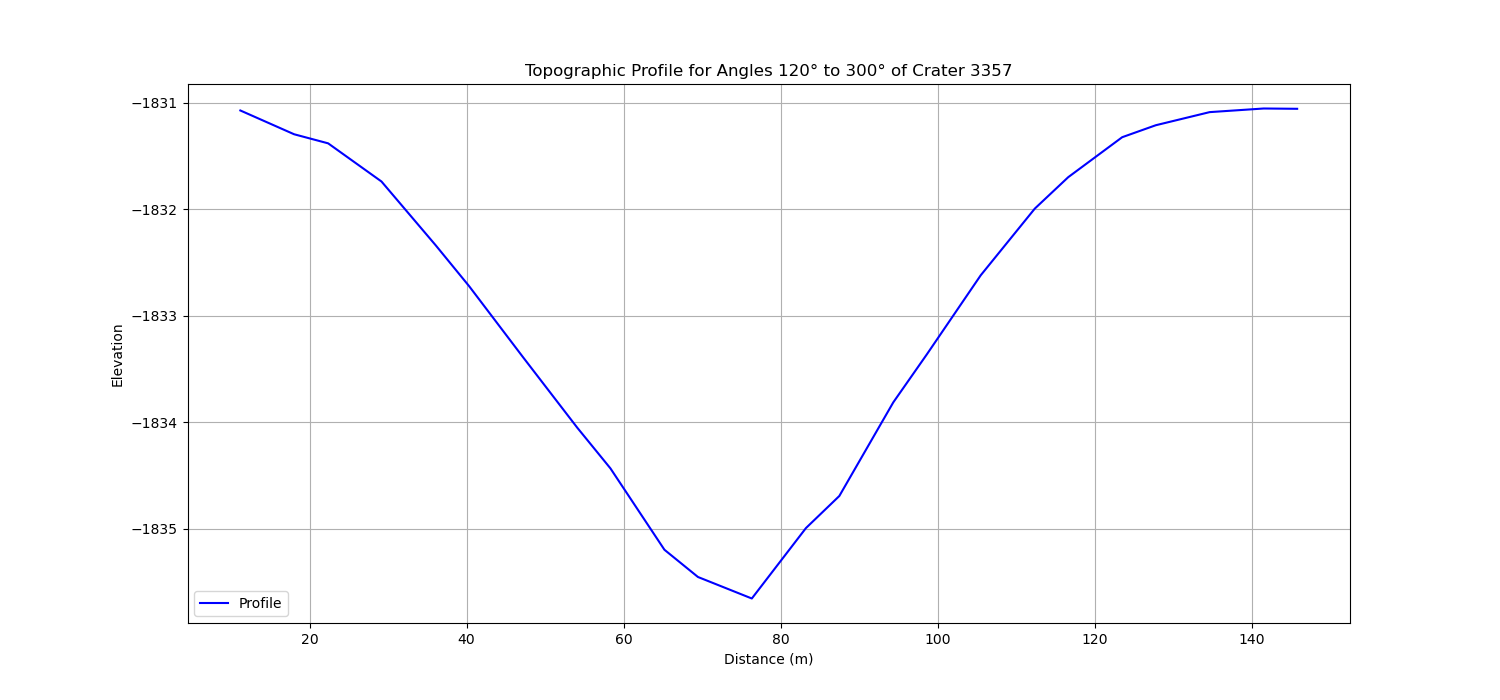 Topographic Profile for Angles 120° to 300° of Crater 3357
Elevation
−1831
−1832
−1833
−1834
−1835
Profile
20 40 60 80 100 120 140
Distance (m)